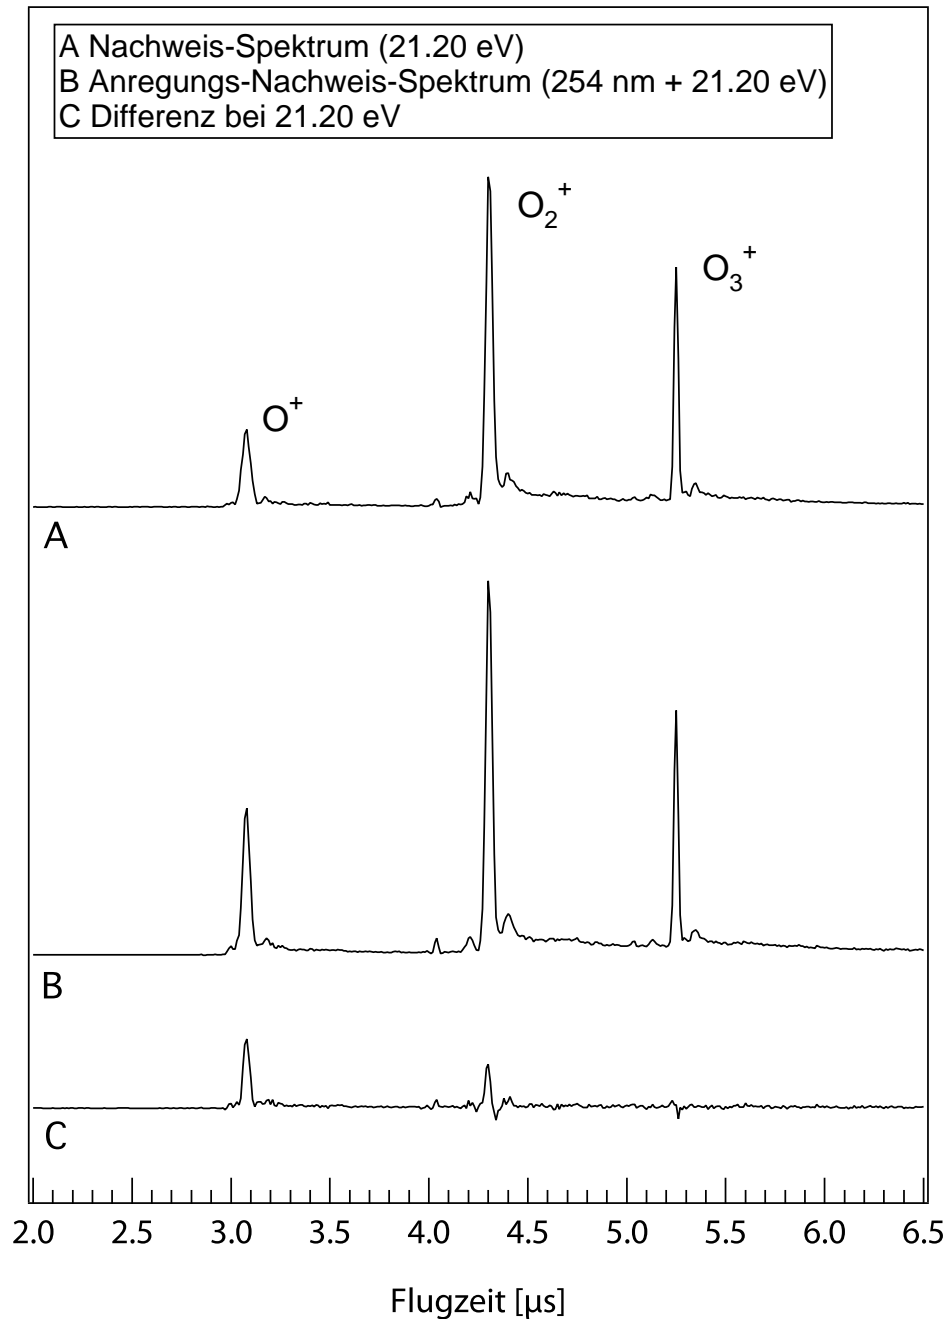 A Nachweis-Spektrum (21.20 eV)
B Anregungs-Nachweis-Spektrum (254 nm + 21.20 eV)
C Differenz bei 21.20 eV
O₂⁺
O₃⁺
O⁺
A
B
C
2.0 2.5 3.0 3.5 4.0 4.5 5.0 5.5 6.0 6.5
Flugzeit [µs]